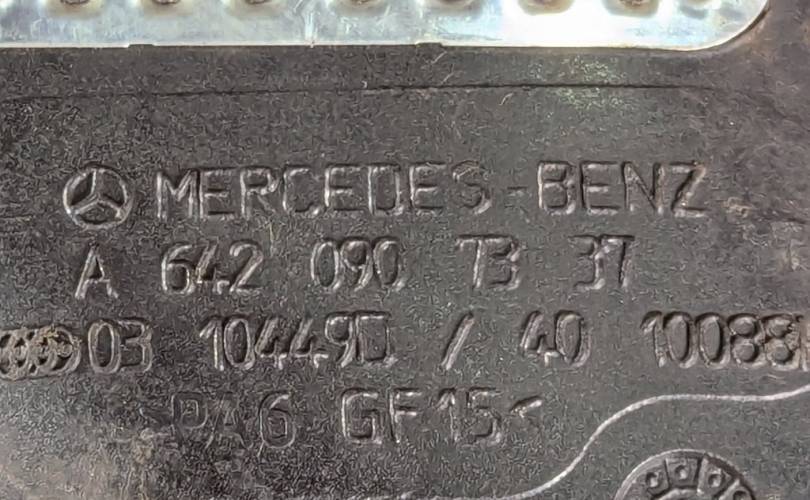 MERCEDES-BENZ
A 642 090 73 37
03 104490 / 40 10088
PA6 GF15<